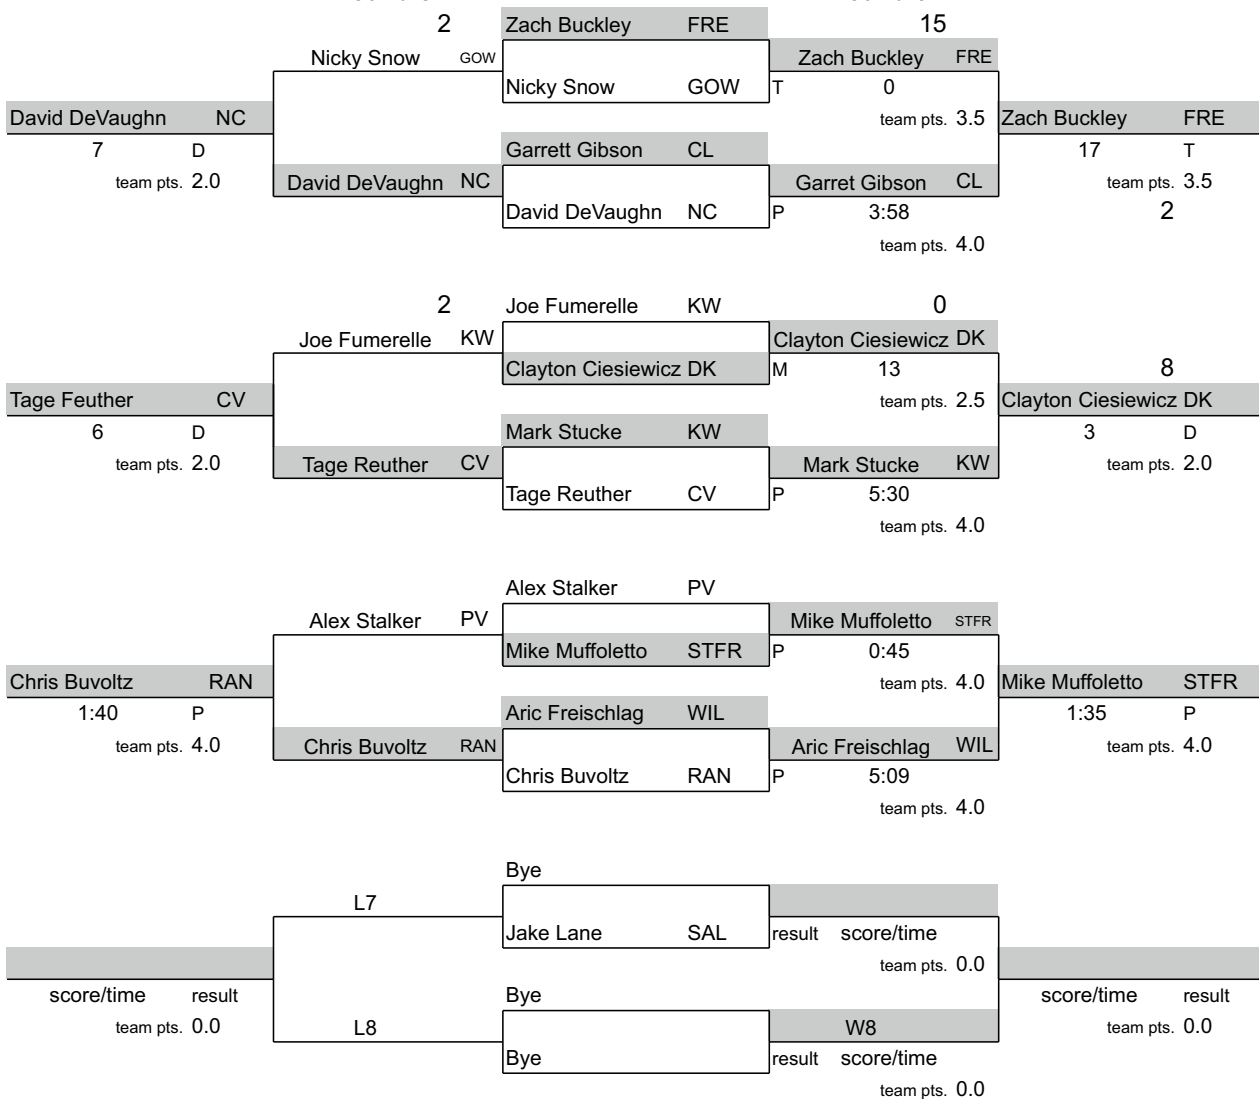 2 Zach Buckley FRE 15
Nicky Snow GOW Zach Buckley FRE
Nicky Snow GOW T 0
David DeVaughn NC team pts. 3.5 Zach Buckley FRE
7 D Garrett Gibson CL 17 T
team pts. 2.0 David DeVaughn NC Garret Gibson CL team pts. 3.5
David DeVaughn NC P 3:58 2
team pts. 4.0
2 Joe Fumerelle KW 0
Joe Fumerelle KW Clayton Ciesiewicz DK
Clayton Ciesiewicz DK M 13 8
Tage Feuther CV team pts. 2.5 Clayton Ciesiewicz DK
6 D Mark Stucke KW 3 D
team pts. 2.0 Tage Reuther CV Mark Stucke KW team pts. 2.0
Tage Reuther CV P 5:30
team pts. 4.0
Alex Stalker PV
Alex Stalker PV Mike Muffoletto STFR
Mike Muffoletto STFR P 0:45
Chris Buvoltz RAN team pts. 4.0 Mike Muffoletto STFR
1:40 P Aric Freischlag WIL 1:35 P
team pts. 4.0 Chris Buvoltz RAN Aric Freischlag WIL team pts. 4.0
Chris Buvoltz RAN P 5:09
team pts. 4.0
Bye
L7
Jake Lane SAL result score/time
team pts. 0.0
score/time result Bye score/time result
team pts. 0.0 L8 W8 team pts. 0.0
Bye result score/time
team pts. 0.0